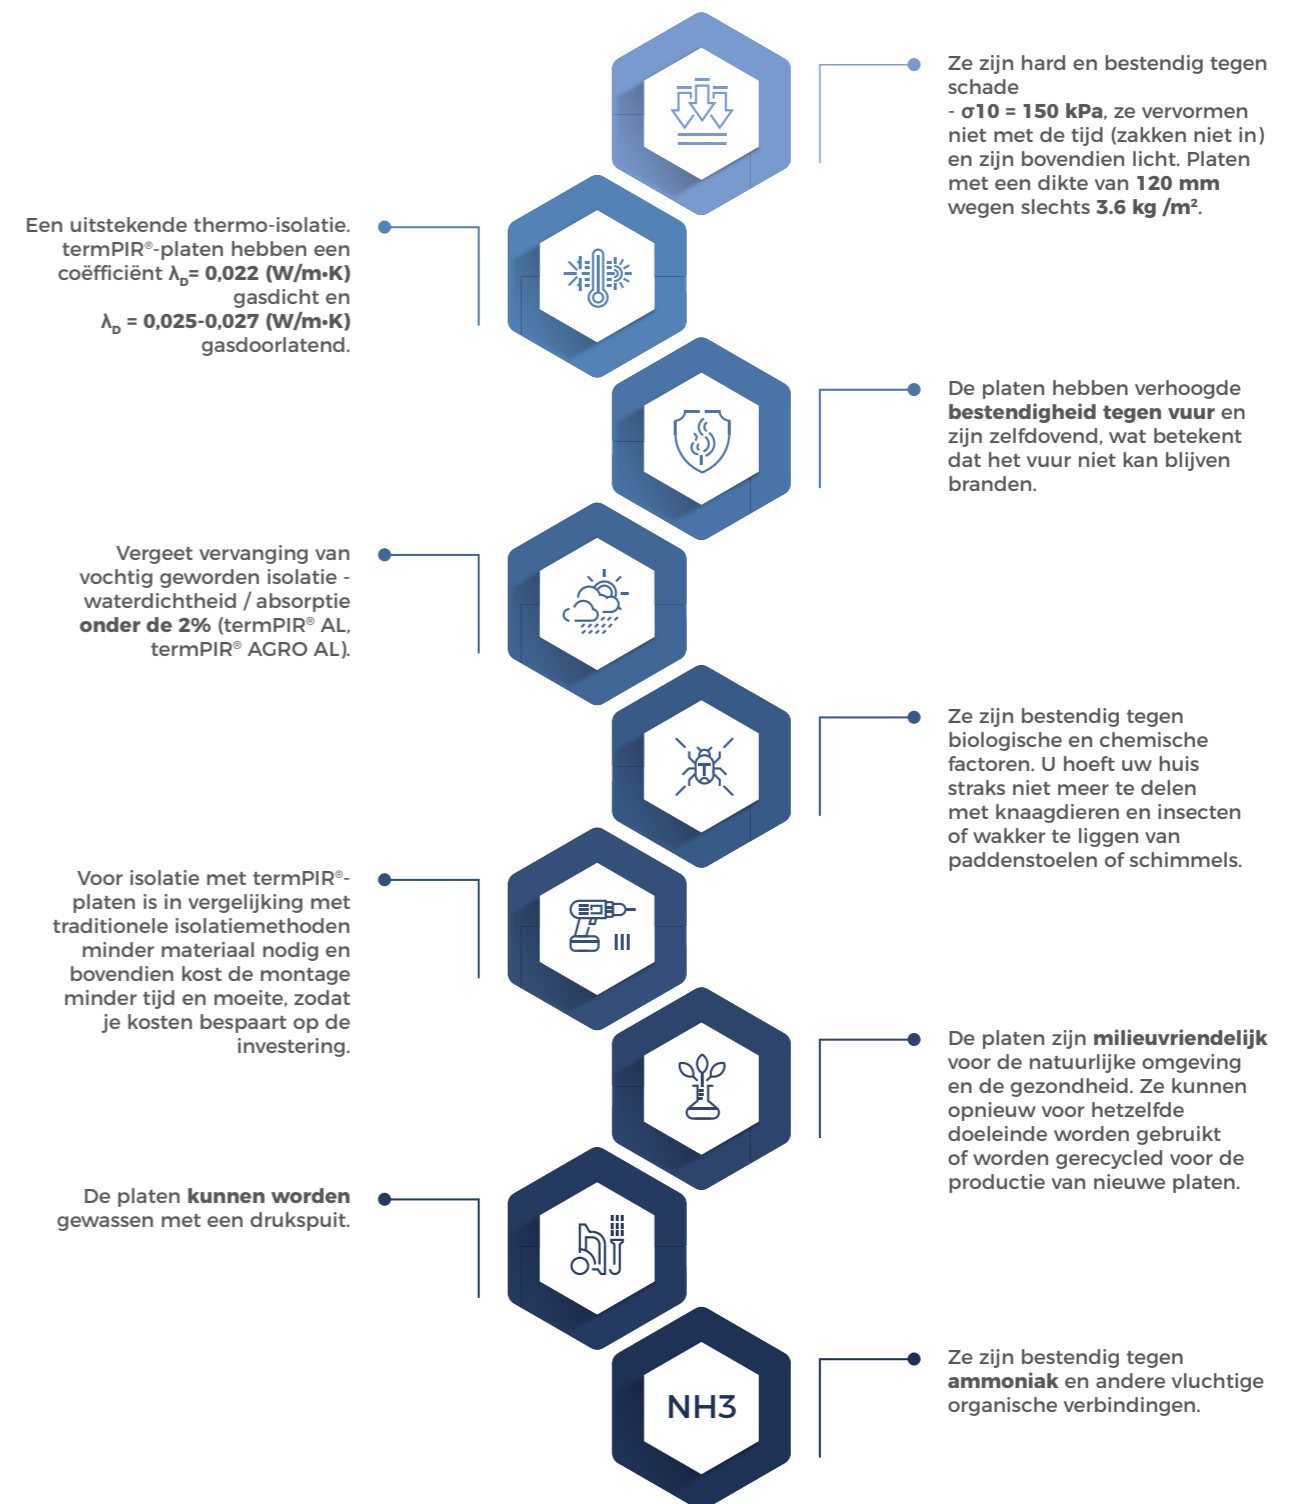 Ze zijn hard en bestendig tegen
schade
- σ10 = 150 kPa, ze vervormen
niet met de tijd (zakken niet in)
en zijn bovendien licht. Platen
met een dikte van 120 mm
wegen slechts 3.6 kg /m².
Een uitstekende thermo-isolatie.
termPIR®-platen hebben een
coëfficiënt λD= 0,022 (W/m•K)
gasdicht en
λD = 0,025-0,027 (W/m•K)
gasdoorlatend.
De platen hebben verhoogde
bestendigheid tegen vuur en
zijn zelfdovend, wat betekent
dat het vuur niet kan blijven
branden.
Vergeet vervanging van
vochtig geworden isolatie -
waterdichtheid / absorptie
onder de 2% (termPIR® AL,
termPIR® AGRO AL).
Ze zijn bestendig tegen
biologische en chemische
factoren. U hoeft uw huis
straks niet meer te delen
met knaagdieren en insecten
of wakker te liggen van
paddenstoelen of schimmels.
Voor isolatie met termPIR®-
platen is in vergelijking met
traditionele isolatiemethoden
minder materiaal nodig en
bovendien kost de montage
minder tijd en moeite, zodat
je kosten bespaart op de
investering.
De platen zijn milieuvriendelijk
voor de natuurlijke omgeving
en de gezondheid. Ze kunnen
opnieuw voor hetzelfde
doeleinde worden gebruikt
of worden gerecycled voor de
productie van nieuwe platen.
De platen kunnen worden
gewassen met een drukspuit.
Ze zijn bestendig tegen
ammoniak en andere vluchtige
organische verbindingen.
NH3